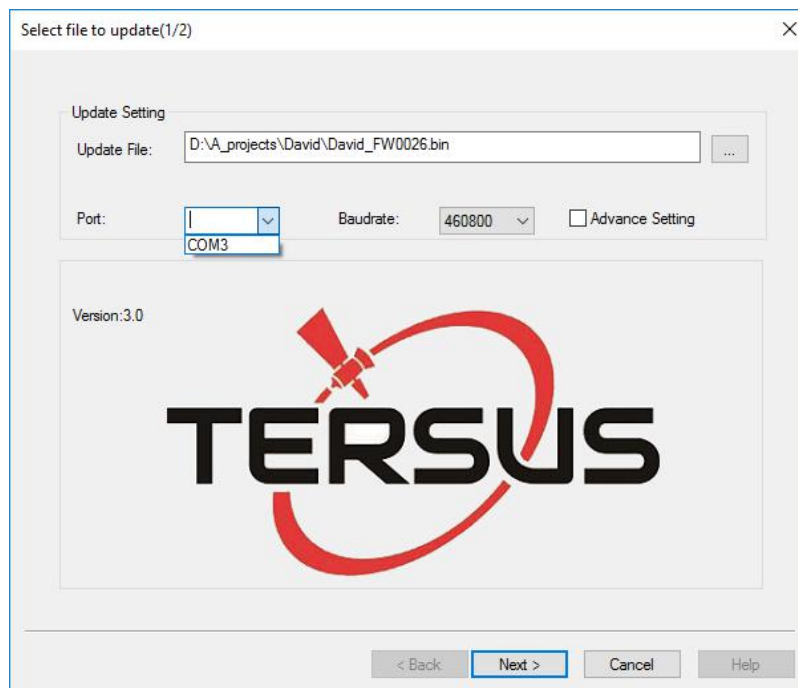 Select file to update(1/2)
Update Setting
Update File: D:\A_projects\David\David_FW0026.bin ...
Port: Baudrate: 460800 Advance Setting
COM3
Version:3.0
TERSUS
< Back Next > Cancel Help